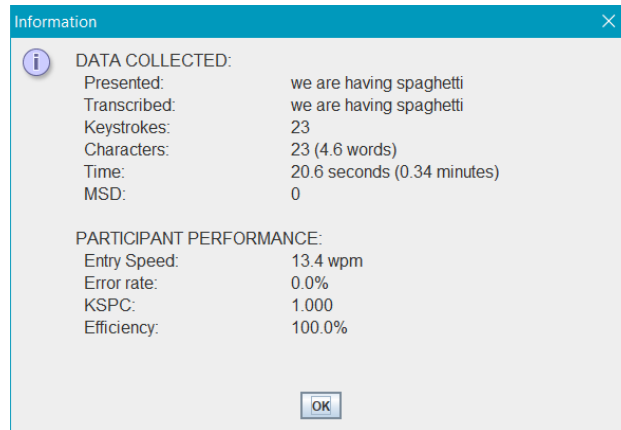 Information
DATA COLLECTED:
Presented: we are having spaghetti
Transcribed: we are having spaghetti
Keystrokes: 23
Characters: 23 (4.6 words)
Time: 20.6 seconds (0.34 minutes)
MSD: 0
PARTICIPANT PERFORMANCE:
Entry Speed: 13.4 wpm
Error rate: 0.0%
KSPC: 1.000
Efficiency: 100.0%
OK